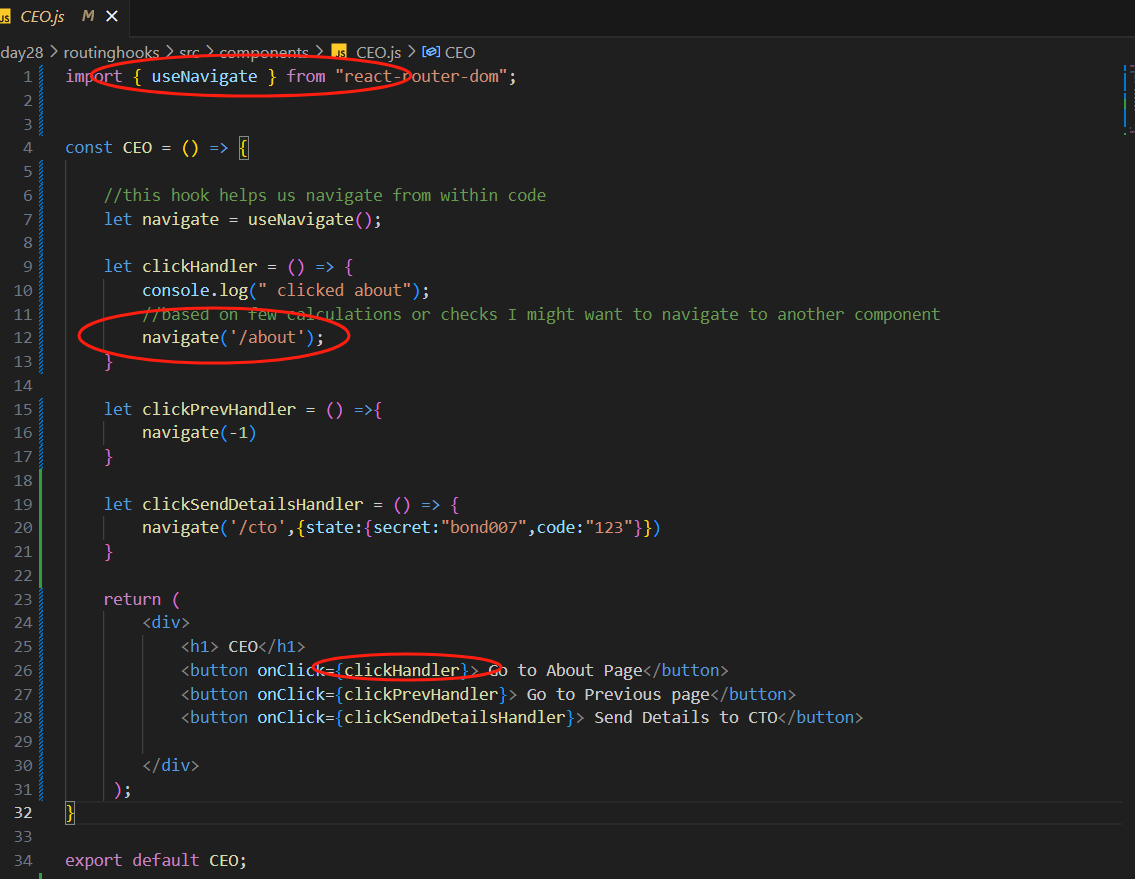 JS CEO.js M ×
day28 > routinghooks > src > components > JS CEO.js > CEO
1 import { useNavigate } from "react-router-dom";
2
3
4 const CEO = () => {
5
6 //this hook helps us navigate from within code
7 let navigate = useNavigate();
8
9 let clickHandler = () => {
10 console.log(" clicked about");
11 //based on few calculations or checks I might want to navigate to another component
12 navigate('/about');
13 }
14
15 let clickPrevHandler = () =>{
16 navigate(-1)
17 }
18
19 let clickSendDetailsHandler = () => {
20 navigate('/cto',{state:{secret:"bond007",code:"123"}})
21 }
22
23 return (
24 <div>
25 <h1> CEO</h1>
26 <button onClick={clickHandler}> Go to About Page</button>
27 <button onClick={clickPrevHandler}> Go to Previous page</button>
28 <button onClick={clickSendDetailsHandler}> Send Details to CTO</button>
29
30 </div>
31 );
32 }
33
34 export default CEO;